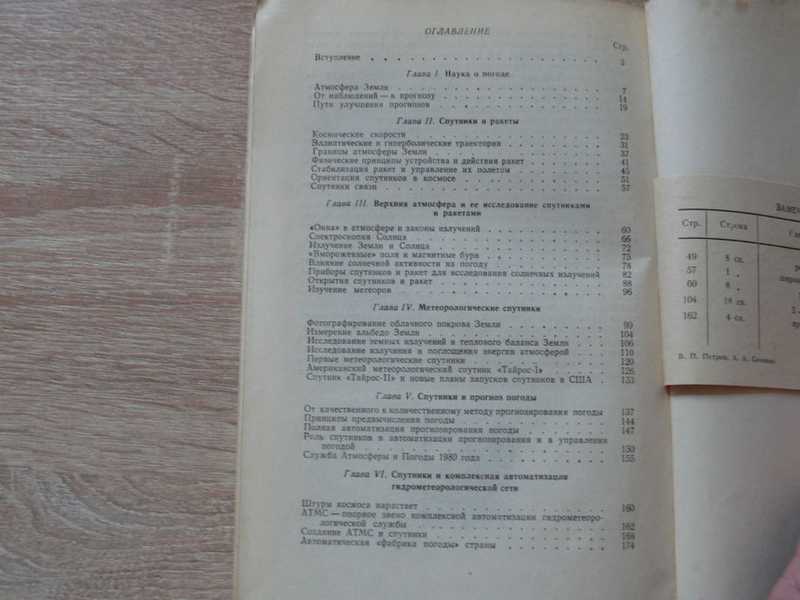 ОГЛАВЛЕНИЕ
Стр.
Вступление 3
Глава I. Наука о погоде
Атмосфера Земли 7
От наблюдений — к прогнозу 14
Пути улучшения прогнозов 19
Глава II. Спутники и ракеты
Космические скорости 23
Эллиптические и гиперболические траектории 31
Границы атмосферы Земли 37
Физические принципы устройства и действия ракет 41
Стабилизация ракет и управление их полетом 45
Ориентация спутников в космосе 51
Спутники связи 57
Глава III. Верхняя атмосфера и ее исследование спутниками
и ракетами
«Окна» в атмосфере и законы излучений 60
Спектроскопия Солнца 66
Излучение Земли и Солнца 72
«Вмороженные» поля и магнитные бури 75
Влияние солнечной активности на погоду 78
Приборы спутников и ракет для исследования солнечных излучений 82
Открытия спутников и ракет 88
Изучение метеоров 96
Глава IV. Метеорологические спутники
Фотографирование облачного покрова Земли 99
Измерение альбедо Земли 104
Исследование земных излучений и теплового баланса Земли 106
Исследование излучения и поглощения энергии атмосферой 110
Первые метеорологические спутники 120
Американский метеорологический спутник «Тайрос-I» 126
Спутник «Тайрос-II» и новые планы запусков спутников в США 133
Глава V. Спутники и прогноз погоды
От качественного к количественному методу прогнозирования погоды 137
Принципы предвычисления погоды 144
Полная автоматизация прогнозирования погоды 147
Роль спутников в автоматизации прогнозирования и в управлении
погодой 150
Служба Атмосферы и Погоды 1980 года 155
Глава VI. Спутники и комплексная автоматизация
гидрометеорологической сети
Штурм космоса нарастает 160
АТМС — опорное звено комплексной автоматизации гидрометеоро-
логической службы 162
Создание АТМС и спутники 168
Автоматическая «фабрика погоды» страны 174
Стр. Строка
49 8 св.
57 1 „
60 8 „
104 18 св.
162 4 св.
В. П. Петров, А. А.